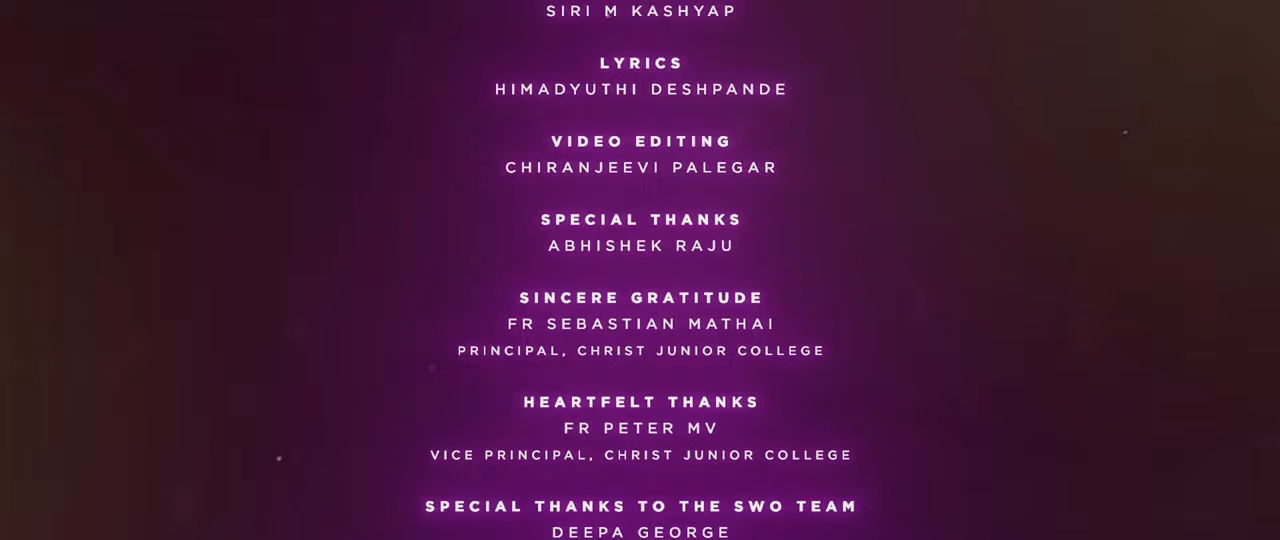 SIRI M KASHYAP
LYRICS
HIMADYUTHI DESHPANDE
VIDEO EDITING
CHIRANJEEVI PALEGAR
SPECIAL THANKS
ABHISHEK RAJU
SINCERE GRATITUDE
FR SEBASTIAN MATHAI
PRINCIPAL, CHRIST JUNIOR COLLEGE
HEARTFELT THANKS
FR PETER MV
VICE PRINCIPAL, CHRIST JUNIOR COLLEGE
SPECIAL THANKS TO THE SWO TEAM
DEEPA GEORGE